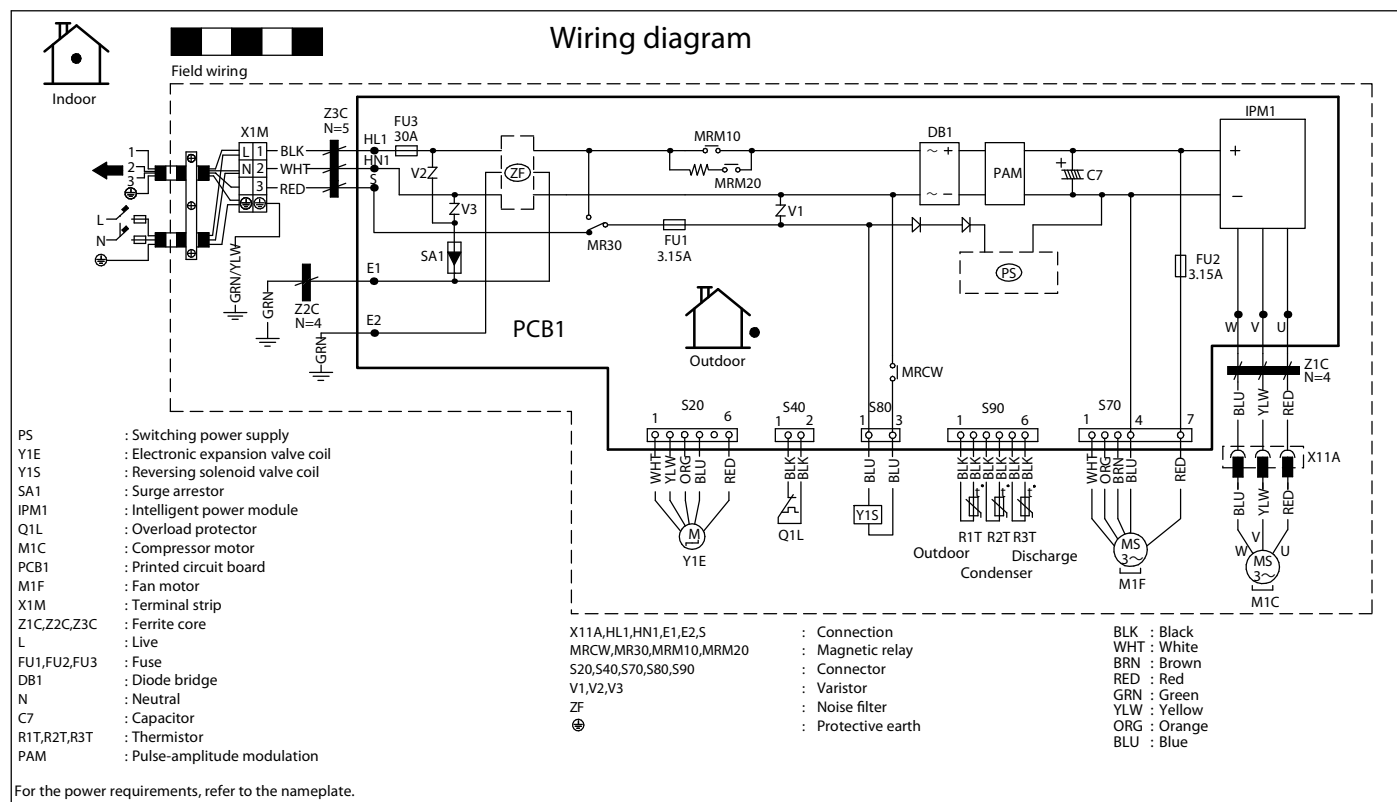 Wiring diagram
Indoor
Field wiring
X1M
Z3C
N=5
HL1
FU3
30A
MRM10
DB1
IPM1
1
2
3
L 1 BLK
N 2 WHT
3 RED
HN1
S
V2
ZF
MRM20
~ +
~ −
PAM
+
C7
+
−
V3
V1
L
N
SA1
MR30
FU1
3.15A
PS
FU2
3.15A
GRN/YLW
GRN
Z2C
N=4
E1
E2
GRN
PCB1
Outdoor
W V U
Z1C
N=4
MRCW
BLU YLW RED
S20
1 6
S40
1 2
S80
1 3
S90
1 6
S70
1 4 7
X11A
WHT YLW ORG BLU RED
BLK BLK
BLU BLU
BLK BLK BLK BLK BLK BLK
WHT ORG BRN BLU RED
BLU YLW RED
M
Y1E
Q1L
Y1S
R1T R2T R3T
Outdoor Discharge
Condenser
MS
3~
M1F
W V U
MS
3~
M1C
PS : Switching power supply
Y1E : Electronic expansion valve coil
Y1S : Reversing solenoid valve coil
SA1 : Surge arrestor
IPM1 : Intelligent power module
Q1L : Overload protector
M1C : Compressor motor
PCB1 : Printed circuit board
M1F : Fan motor
X1M : Terminal strip
Z1C,Z2C,Z3C : Ferrite core
L : Live
FU1,FU2,FU3 : Fuse
DB1 : Diode bridge
N : Neutral
C7 : Capacitor
R1T,R2T,R3T : Thermistor
PAM : Pulse-amplitude modulation
X11A,HL1,HN1,E1,E2,S : Connection
MRCW,MR30,MRM10,MRM20 : Magnetic relay
S20,S40,S70,S80,S90 : Connector
V1,V2,V3 : Varistor
ZF : Noise filter
: Protective earth
BLK : Black
WHT : White
BRN : Brown
RED : Red
GRN : Green
YLW : Yellow
ORG : Orange
BLU : Blue
For the power requirements, refer to the nameplate.